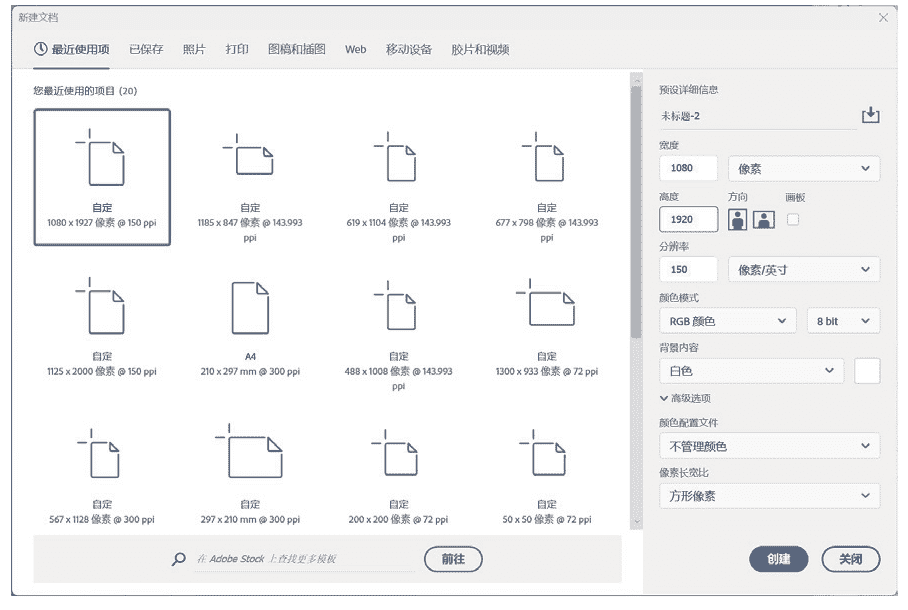 新建文档
最近使用项 已保存 照片 打印 图稿和插图 Web 移动设备 胶片和视频
您最近使用的项目 (20)
自定
1080 x 1927 像素 @ 150 ppi
自定
1185 x 847 像素 @ 143.993
ppi
自定
619 x 1104 像素 @ 143.993
ppi
自定
677 x 798 像素 @ 143.993
ppi
自定
1125 x 2000 像素 @ 150 ppi
A4
210 x 297 mm @ 300 ppi
自定
488 x 1008 像素 @ 143.993
ppi
自定
1300 x 933 像素 @ 72 ppi
自定
567 x 1128 像素 @ 300 ppi
自定
297 x 210 mm @ 300 ppi
自定
200 x 200 像素 @ 72 ppi
自定
50 x 50 像素 @ 72 ppi
在 Adobe Stock 上查找更多模板
前往
预设详细信息
未标题-2
宽度
1080 像素
高度 方向 画板
1920
分辨率
150 像素/英寸
颜色模式
RGB 颜色 8 bit
背景内容
白色
高级选项
颜色配置文件
不管理颜色
像素长宽比
方形像素
创建 关闭